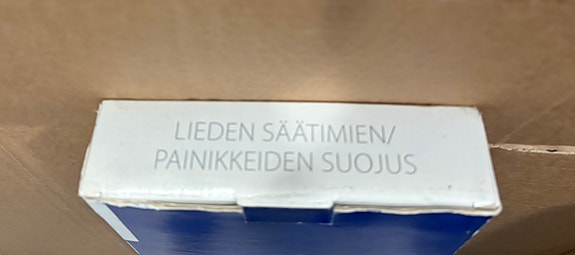 LIEDEN SÄÄTIMIEN/
PAINIKKEIDEN SUOJUS